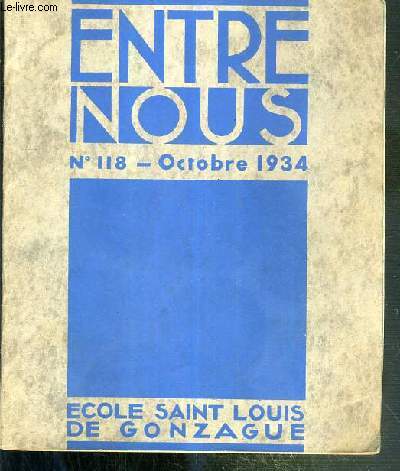 Le-livre.com
ENTRE
NOUS
N° 118 — Octobre 1934
ECOLE SAINT LOUIS
DE GONZAGUE